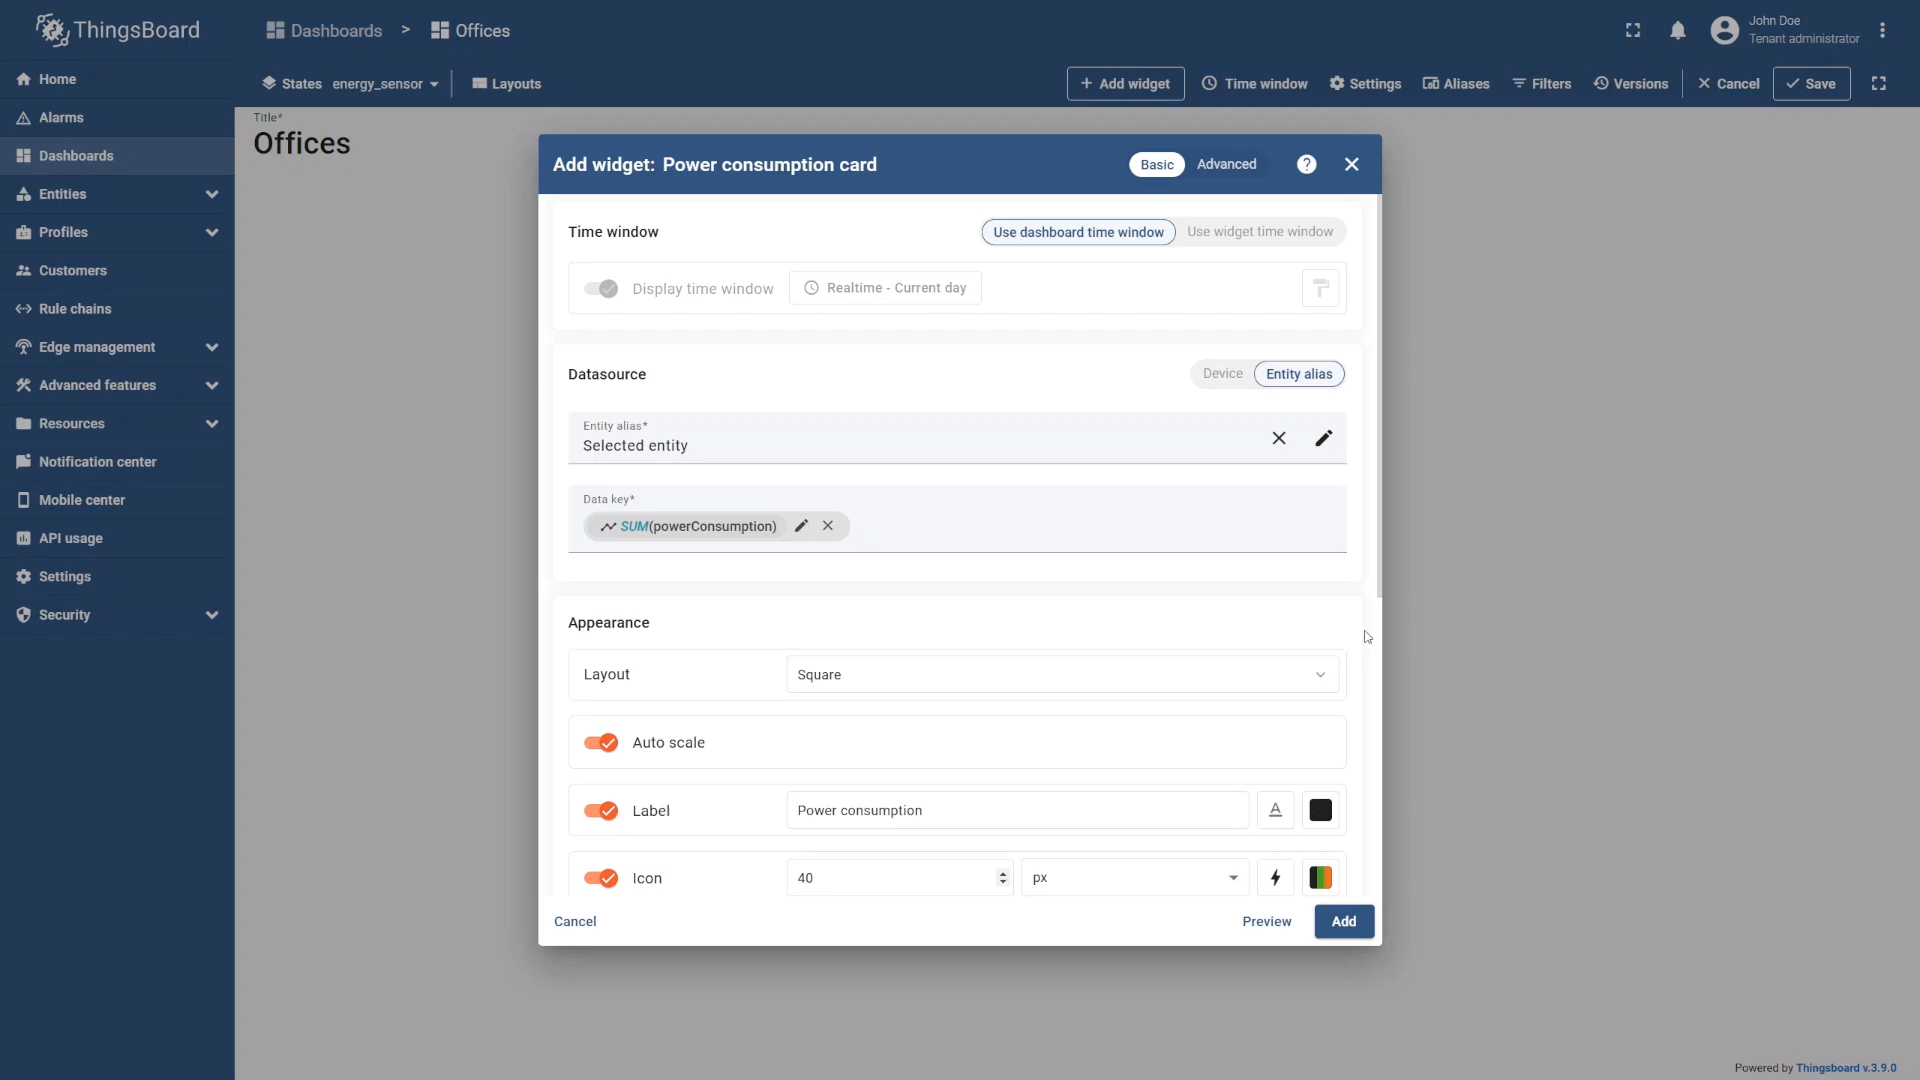 ThingsBoard
Dashboards > Offices
John Doe
Tenant administrator
Home
Alarms
Dashboards
Entities
Profiles
Customers
Rule chains
Edge management
Advanced features
Resources
Notification center
Mobile center
API usage
Settings
Security
States energy_sensor Layouts
+ Add widget Time window Settings Aliases Filters Versions Cancel Save
Title*
Offices
Add widget: Power consumption card Basic Advanced ?
Time window Use dashboard time window Use widget time window
Display time window Realtime - Current day
Datasource Device Entity alias
Entity alias*
Selected entity
Data key*
SUM(powerConsumption)
Appearance
Layout Square
Auto scale
Label Power consumption A
Icon 40 px
Cancel Preview Add
Powered by Thingsboard v.3.9.0